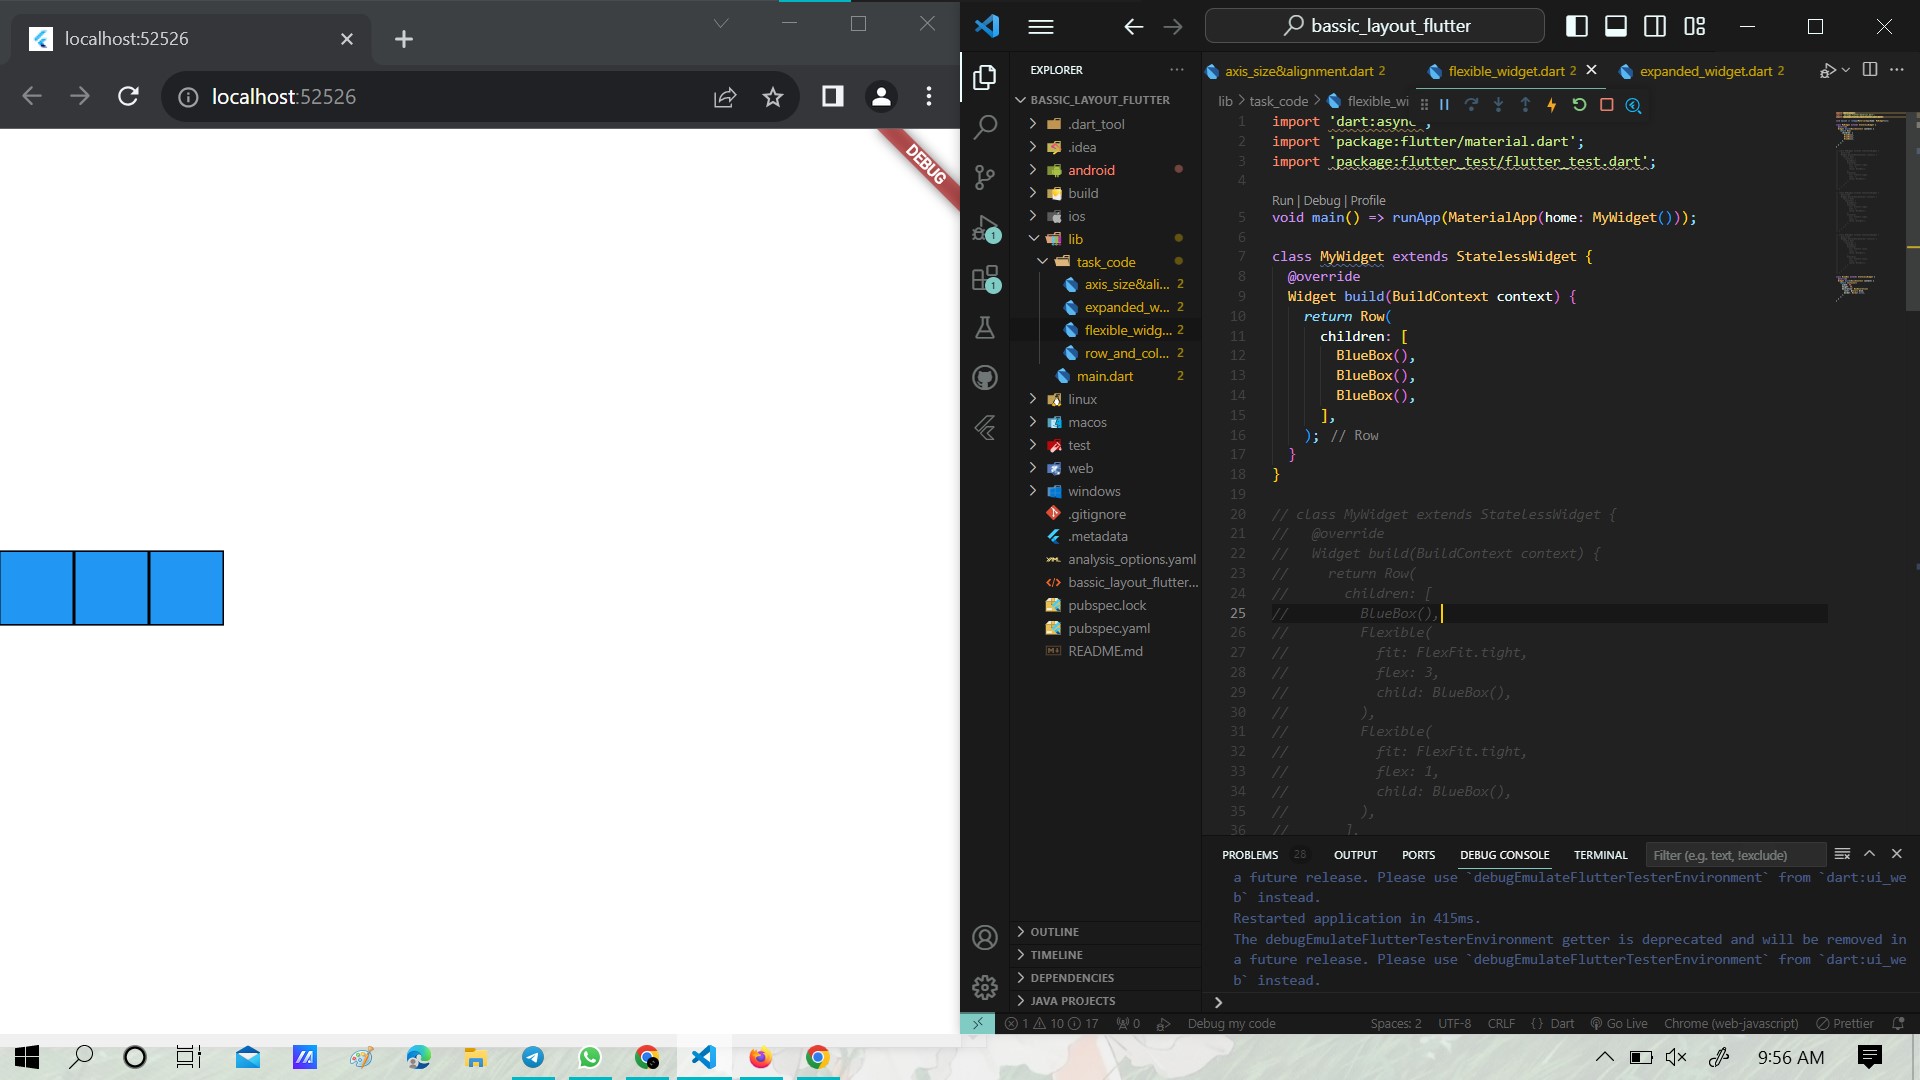 localhost:52526
localhost:52526
DEBUG
bassic_layout_flutter
EXPLORER
BASSIC_LAYOUT_FLUTTER
.dart_tool
.idea
android
build
ios
lib
task_code
axis_size&ali... 2
expanded_w... 2
flexible_widg... 2
row_and_col... 2
main.dart 2
linux
macos
test
web
windows
.gitignore
.metadata
analysis_options.yaml
bassic_layout_flutter...
pubspec.lock
pubspec.yaml
README.md
OUTLINE
TIMELINE
DEPENDENCIES
JAVA PROJECTS
1
1
axis_size&alignment.dart 2
flexible_widget.dart 2
expanded_widget.dart 2
lib > task_code > flexible_wi
1 import 'dart:async';
2 import 'package:flutter/material.dart';
3 import 'package:flutter_test/flutter_test.dart';
4
Run | Debug | Profile
5 void main() => runApp(MaterialApp(home: MyWidget()));
6
7 class MyWidget extends StatelessWidget {
8 @override
9 Widget build(BuildContext context) {
10 return Row(
11 children: [
12 BlueBox(),
13 BlueBox(),
14 BlueBox(),
15 ],
16 ); // Row
17 }
18 }
19
20 // class MyWidget extends StatelessWidget {
21 // @override
22 // Widget build(BuildContext context) {
23 // return Row(
24 // children: [
25 // BlueBox(),
26 // Flexible(
27 // fit: FlexFit.tight,
28 // flex: 3,
29 // child: BlueBox(),
30 // ),
31 // Flexible(
32 // fit: FlexFit.tight,
33 // flex: 1,
34 // child: BlueBox(),
35 // ),
36 // ],
PROBLEMS 28 OUTPUT PORTS DEBUG CONSOLE TERMINAL Filter (e.g. text, !exclude)
a future release. Please use `debugEmulateFlutterTesterEnvironment` from `dart:ui_we
b` instead.
Restarted application in 415ms.
The debugEmulateFlutterTesterEnvironment getter is deprecated and will be removed in
a future release. Please use `debugEmulateFlutterTesterEnvironment` from `dart:ui_we
b` instead.
1 10 17 0 Debug my code Spaces: 2 UTF-8 CRLF {} Dart Go Live Chrome (web-javascript) Prettier
9:56 AM